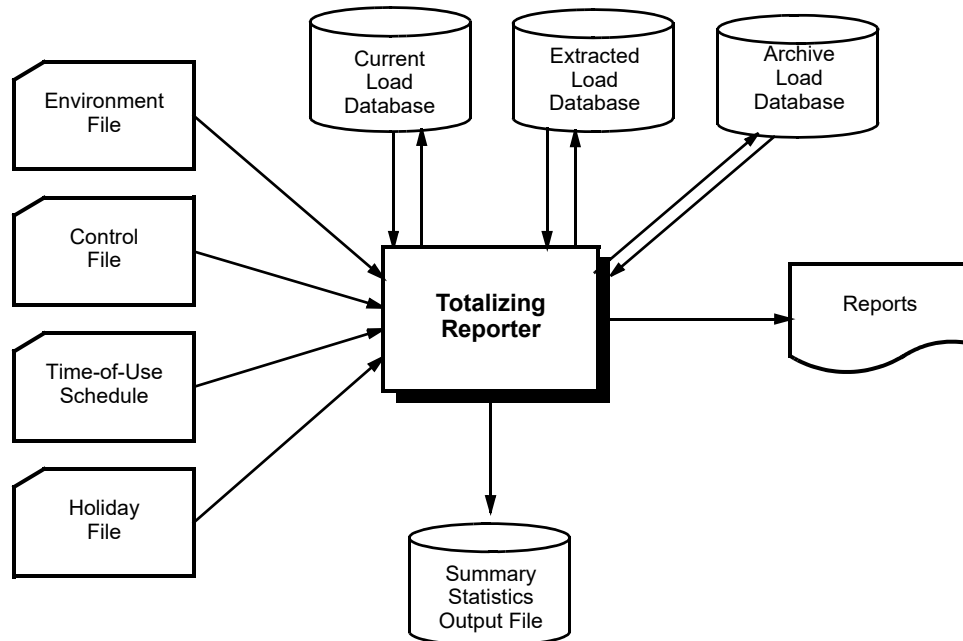 Environment
File
Control
File
Time-of-Use
Schedule
Holiday
File
Current
Load
Database
Extracted
Load
Database
Archive
Load
Database
Totalizing
Reporter
Reports
Summary
Statistics
Output File